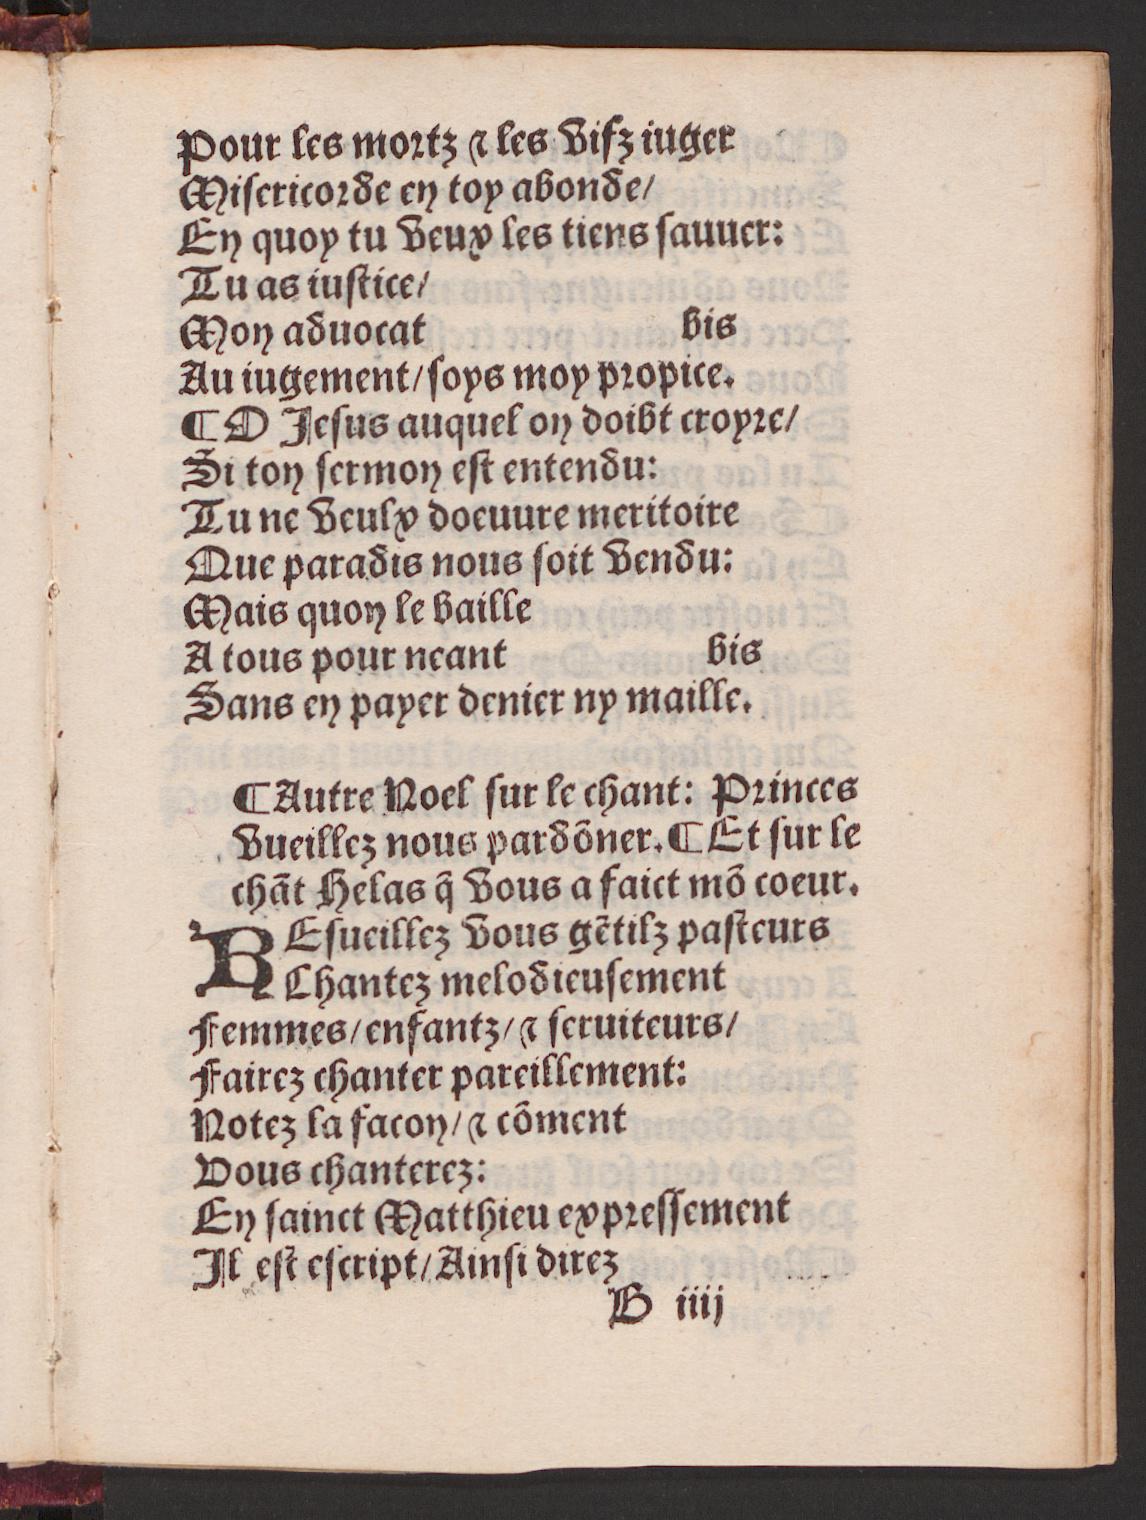 Pour les mortz ⁊ les vifz iuger
Misericorde en toy abonde/
En quoy tu veux les tiens sauuer:
Tu as iustice/
Mon aduocat bis
Au iugement/ soys moy propice.
¶ O Jesus auquel on doibt croyre/
Si ton sermon est entendu:
Tu ne veulx doeuure meritoire
Que paradis nous soit vendu:
Mais quon le baille
A tous pour neant bis
Sans en payer denier ny maille.
¶ Autre Noel sur le chant: Princes
vueillez nous pardōner. ¶ Et sur le
chāt Helas q̄ vous a faict mō coeur.
REsueillez vous gētilz pasteurs
Chantez melodieusement
Femmes/ enfantz/ ⁊ seruiteurs/
Fairez chanter pareillement:
Notez la facon/ ⁊ cōment
Vous chanterez:
En sainct Matthieu expressement
Il est escript/ Ainsi direz
B iiij